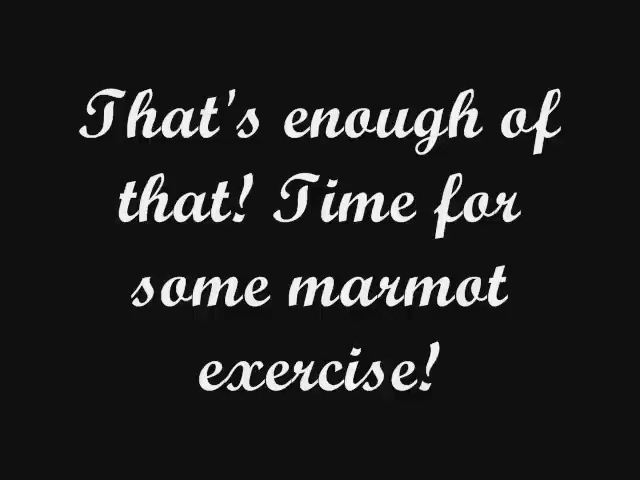 That's enough of
that! Time for
some marmot
exercise!